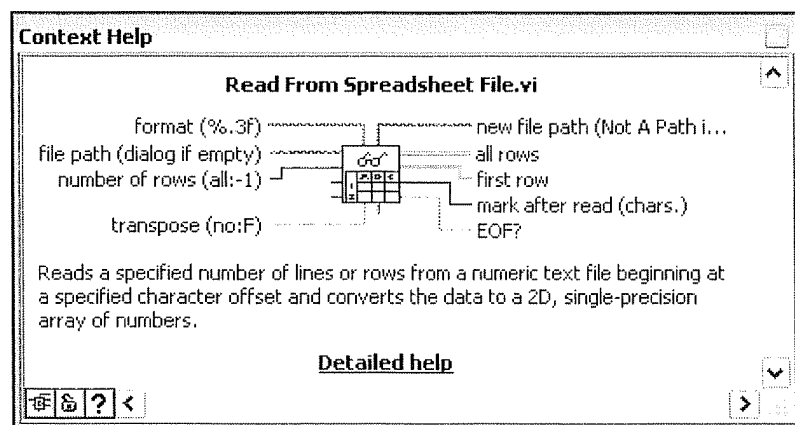 Context Help
Read From Spreadsheet File.vi
format (%.3f)
new file path (Not A Path i...
file path (dialog if empty)
all rows
number of rows (all:-1)
first row
mark after read (chars.)
transpose (no:F)
EOF?
Reads a specified number of lines or rows from a numeric text file beginning at
a specified character offset and converts the data to a 2D, single-precision
array of numbers.
Detailed help
?